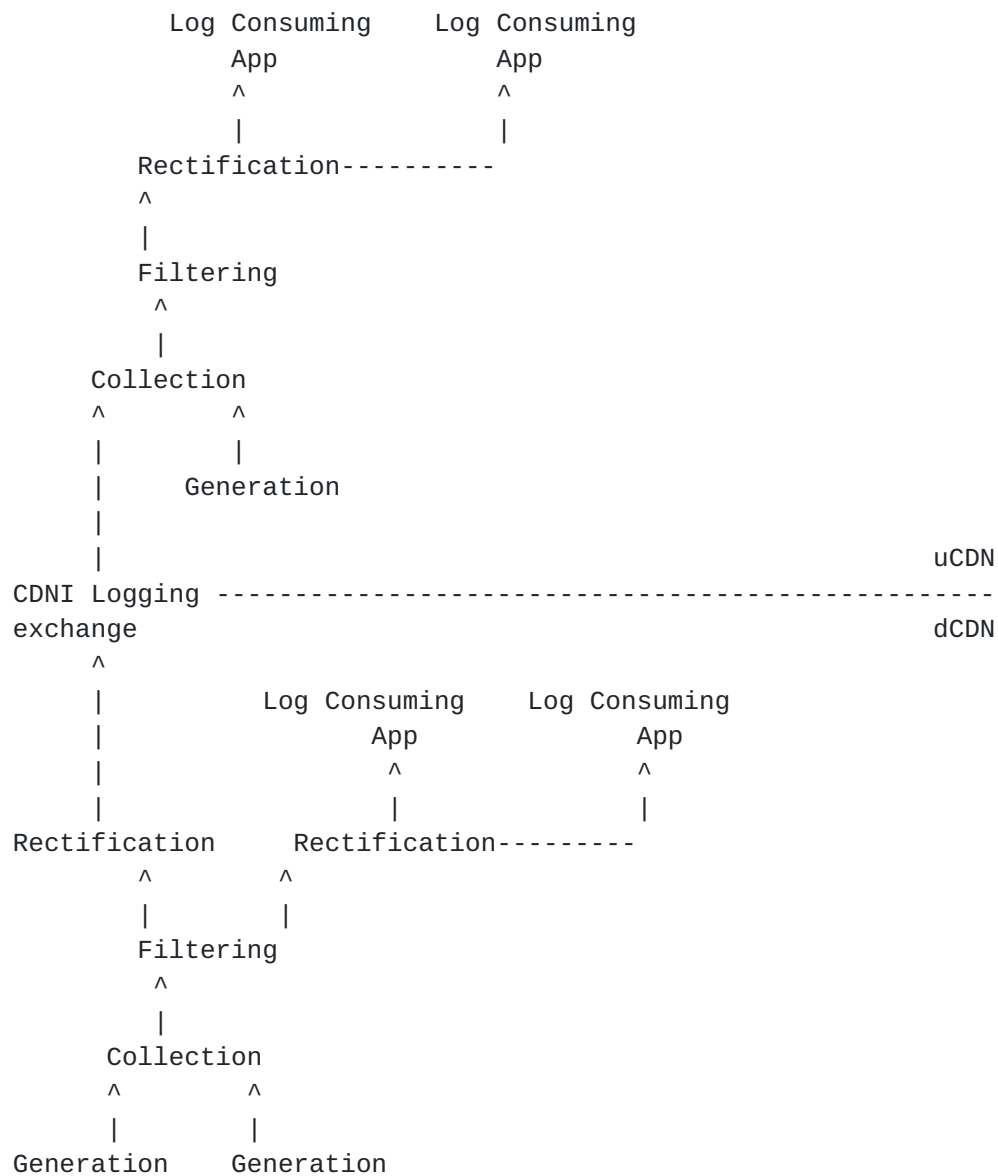 Log Consuming    Log Consuming
App              App
^                ^
|                |
Rectification----------
^
|
Filtering
^
|
Collection
^        ^
|        |
|     Generation
|
|                                                     uCDN
CDNI Logging --------------------------------------------------
exchange                                                   dCDN
^
|          Log Consuming    Log Consuming
|                 App              App
|                  ^               ^
|                  |               |
Rectification     Rectification---------
^        ^
|        |
Filtering
^
|
Collection
^        ^
|        |
Generation    Generation